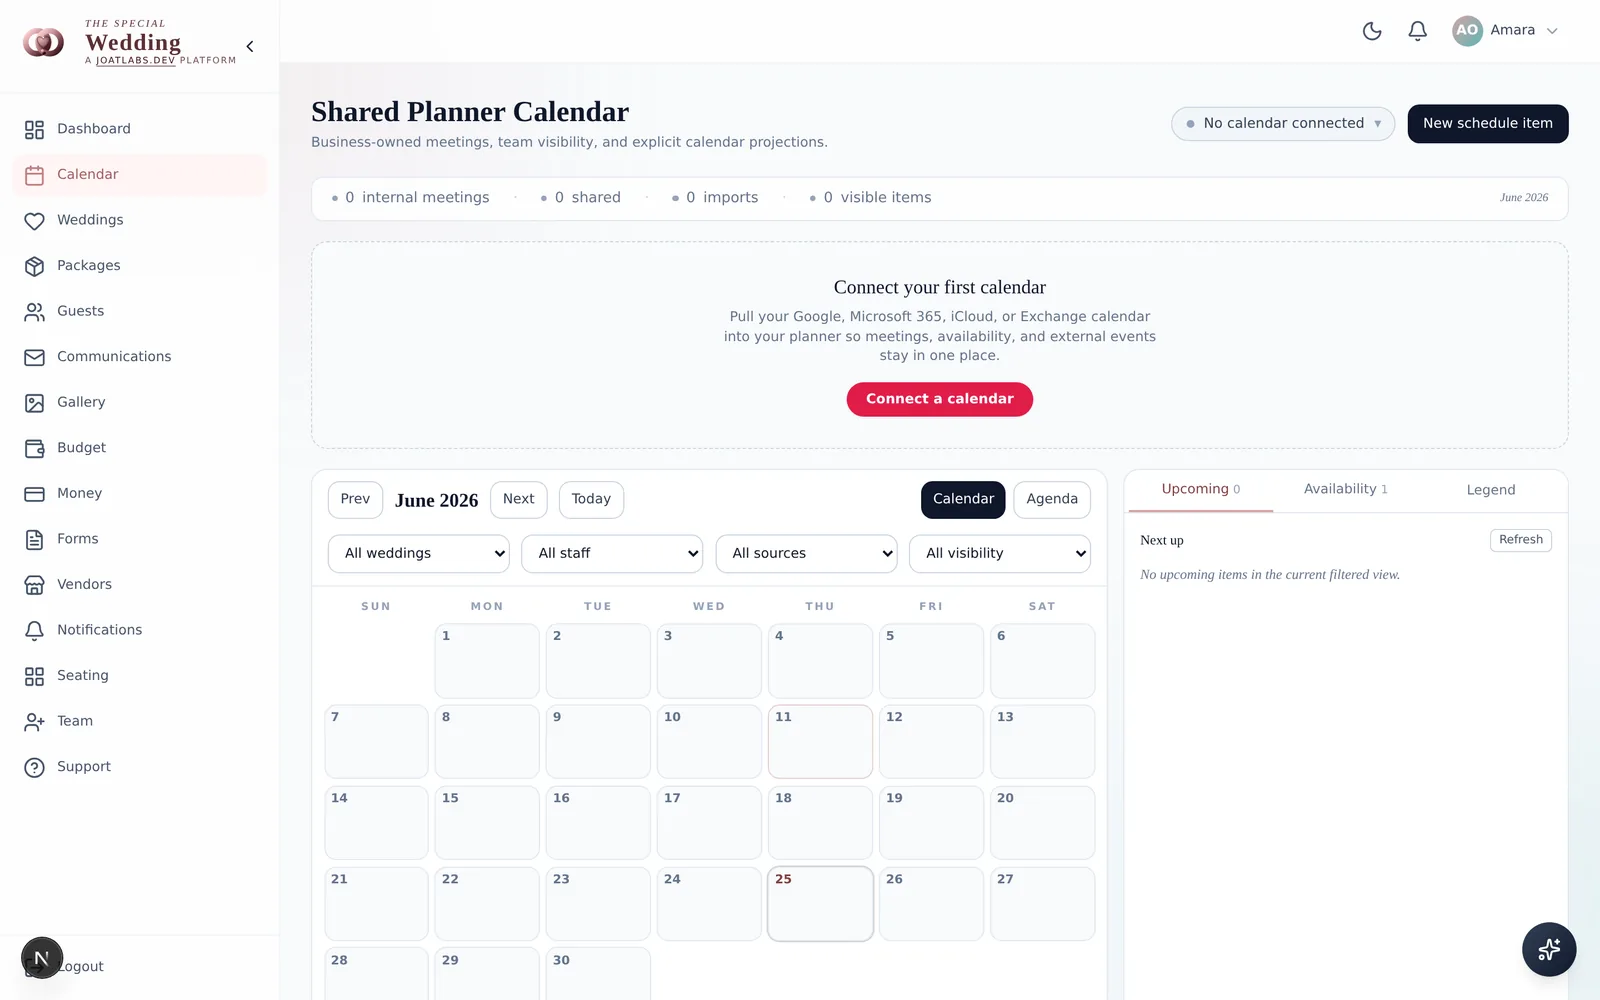 THE SPECIAL
Wedding
A JOATLABS.DEV PLATFORM
AO Amara
Dashboard
Calendar
Weddings
Packages
Guests
Communications
Gallery
Budget
Money
Forms
Vendors
Notifications
Seating
Team
Support
N
Logout
Shared Planner Calendar
Business-owned meetings, team visibility, and explicit calendar projections.
No calendar connected ▾
New schedule item
0 internal meetings · 0 shared · 0 imports · 0 visible items
June 2026
Connect your first calendar
Pull your Google, Microsoft 365, iCloud, or Exchange calendar
into your planner so meetings, availability, and external events
stay in one place.
Connect a calendar
Prev June 2026 Next Today
Calendar Agenda
All weddings All staff All sources All visibility
SUN MON TUE WED THU FRI SAT
1 2 3 4 5 6
7 8 9 10 11 12 13
14 15 16 17 18 19 20
21 22 23 24 25 26 27
28 29 30
Upcoming 0 Availability 1 Legend
Next up
Refresh
No upcoming items in the current filtered view.